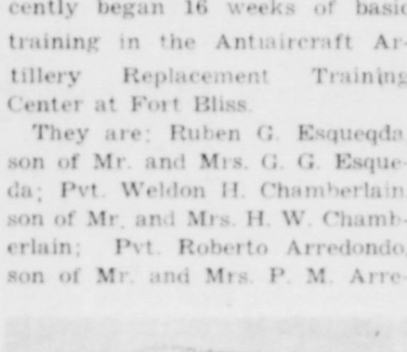 cently began 16 weeks of basic
training in the Antiaircraft Ar-
tillery Replacement Training
Center at Fort Bliss.
They are: Ruben G. Esqueqda
son of Mr. and Mrs. G. G. Esque-
da; Pvt. Weldon H. Chamberlain
son of Mr. and Mrs. H. W. Chamb-
erlain; Pvt. Roberto Arredondo,
son of Mr. and Mrs. P. M. Arre-